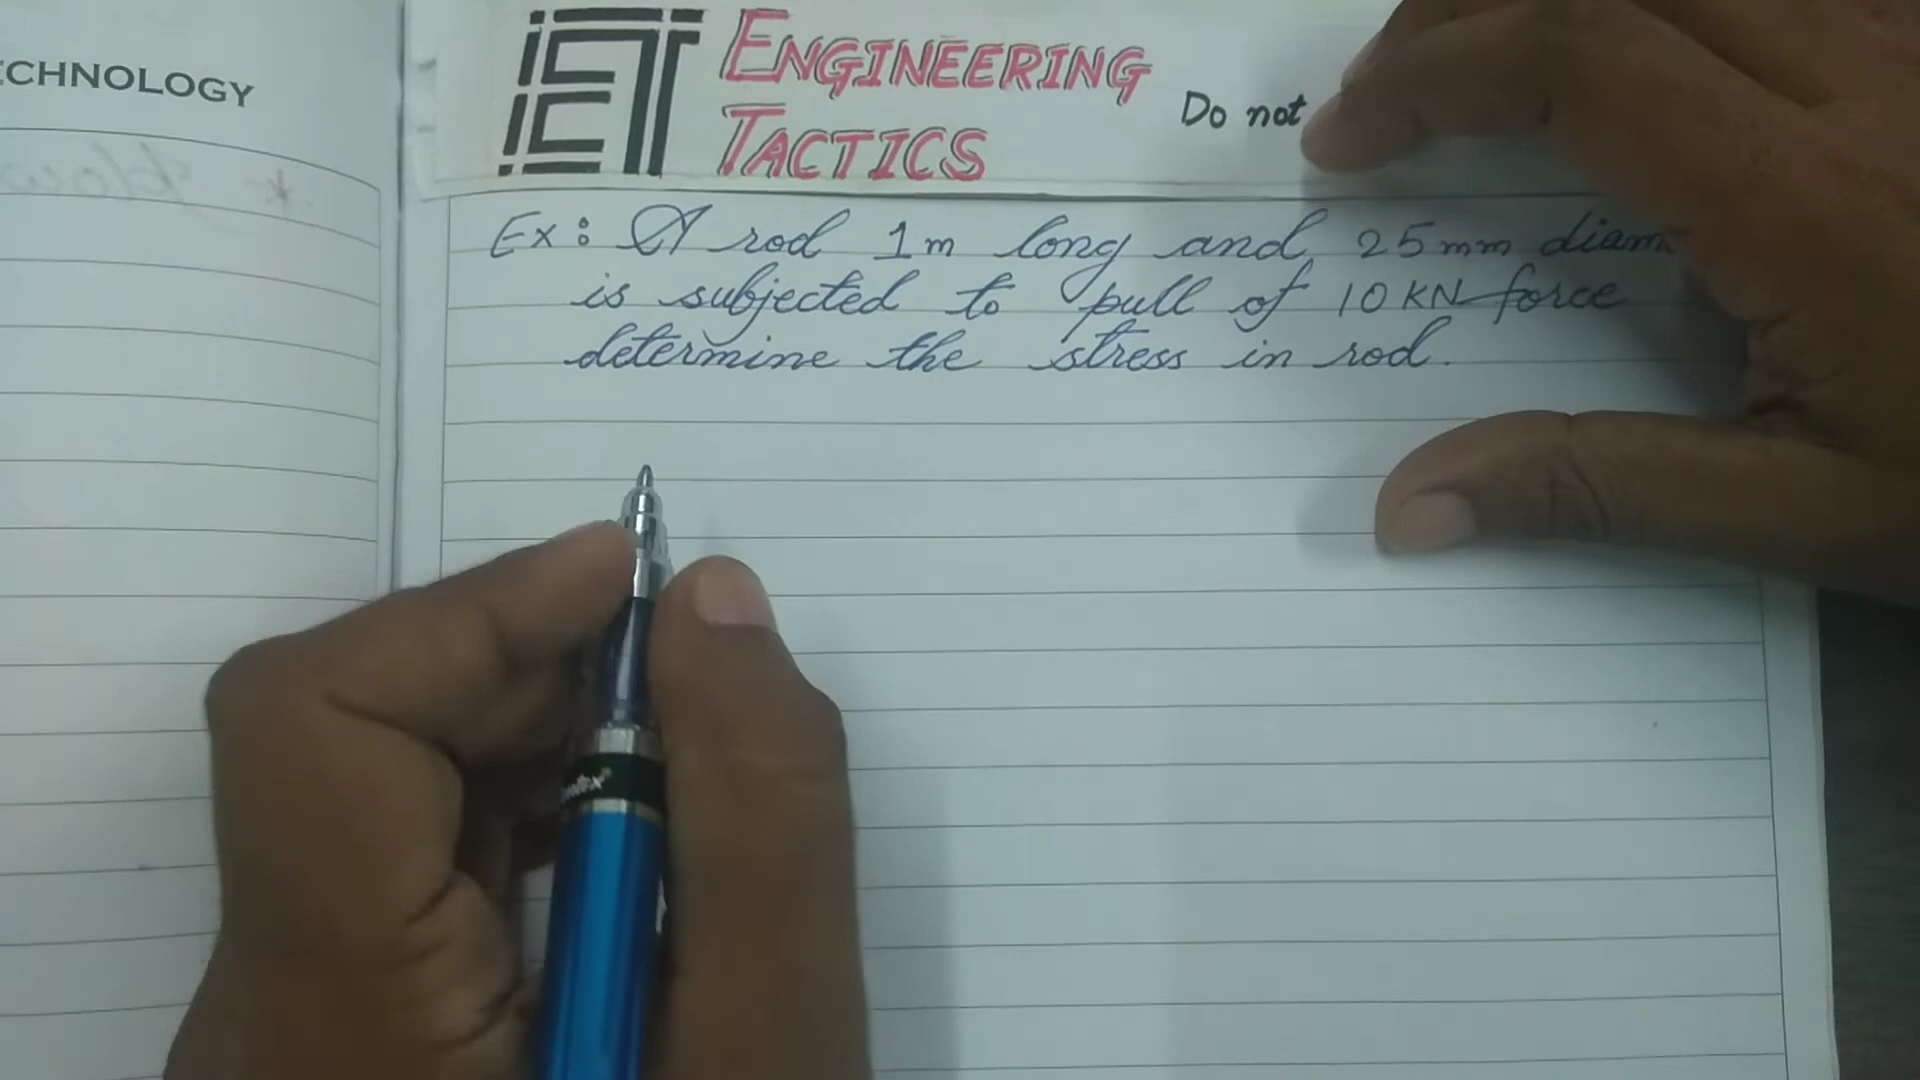 ECHNOLOGY
ET ENGINEERING
TACTICS
Do not
Ex: A rod 1m long and 25mm diam
is subjected to pull of 10 KN force
determine the stress in rod.